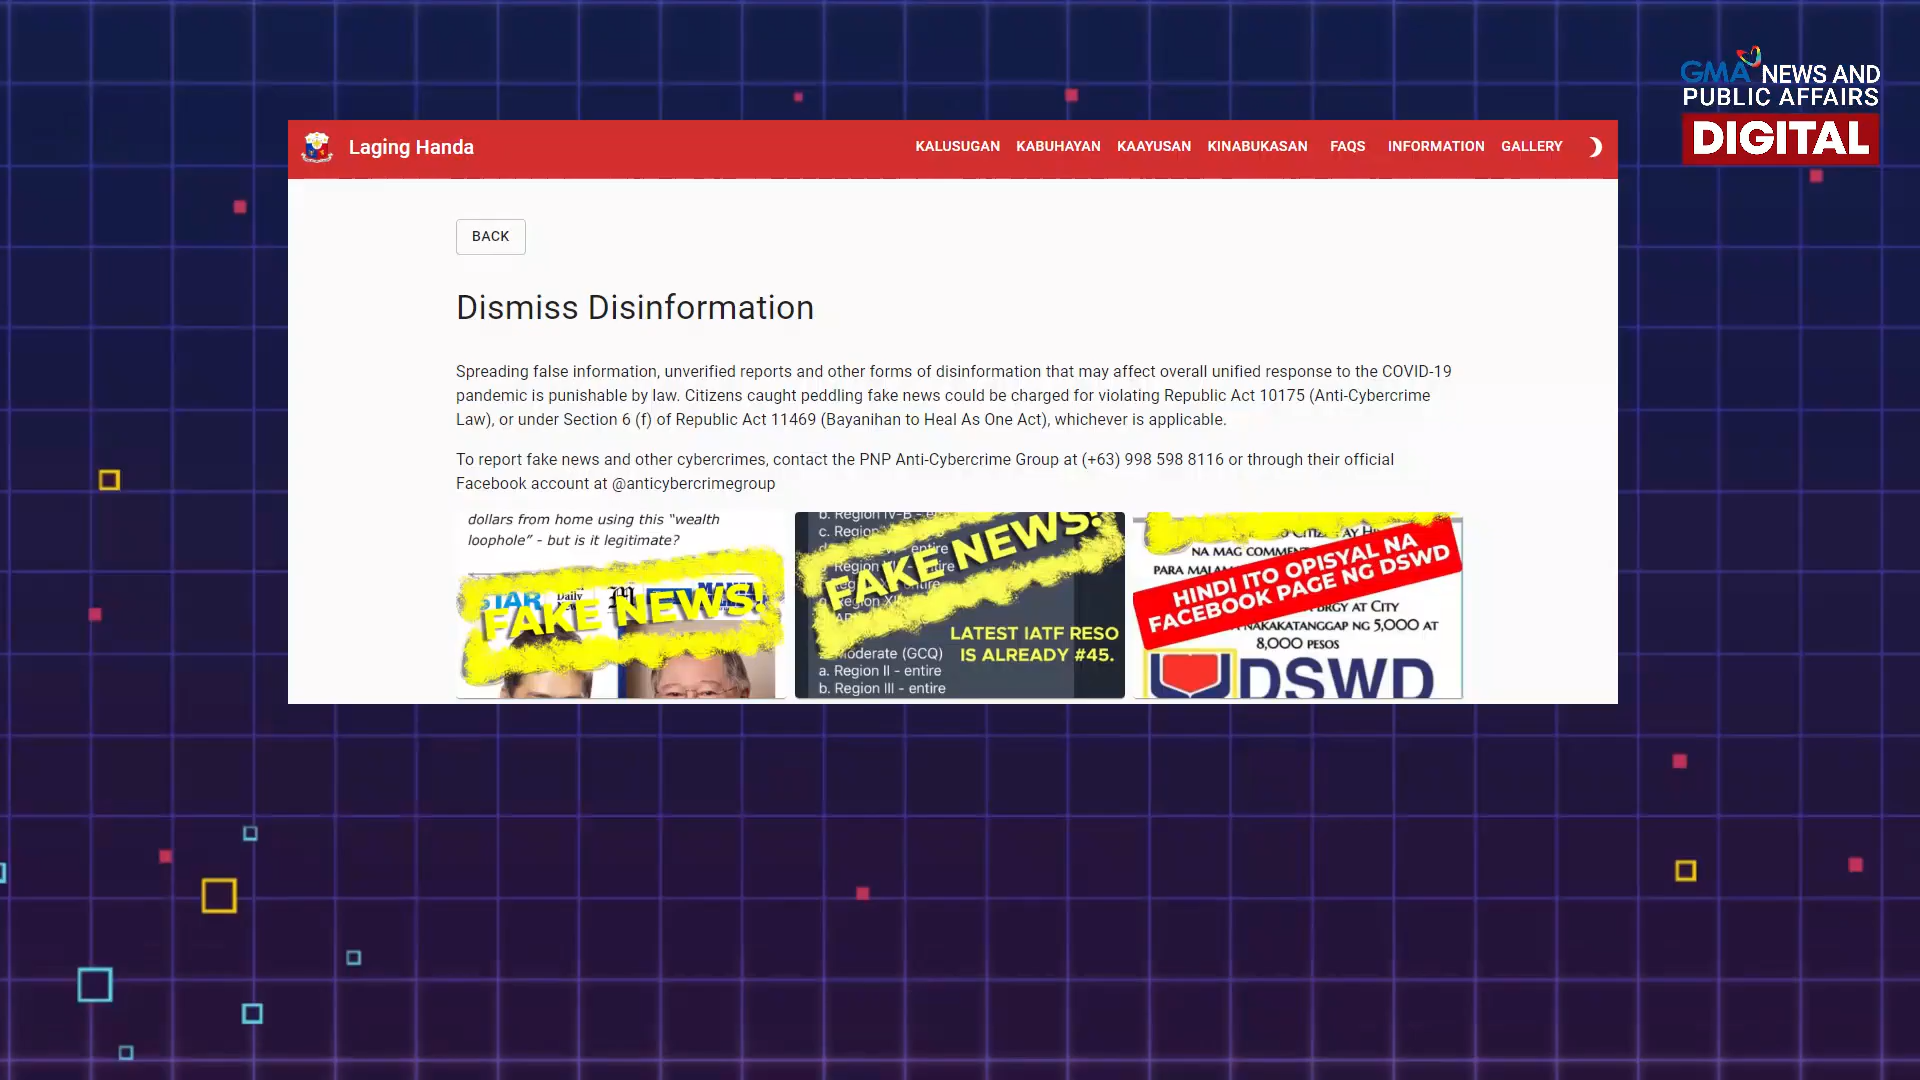 GMA NEWS AND
PUBLIC AFFAIRS
DIGITAL
Laging Handa
KALUSUGAN KABUHAYAN KAAYUSAN KINABUKASAN FAQS INFORMATION GALLERY
BACK
Dismiss Disinformation
Spreading false information, unverified reports and other forms of disinformation that may affect overall unified response to the COVID-19
pandemic is punishable by law. Citizens caught peddling fake news could be charged for violating Republic Act 10175 (Anti-Cybercrime
Law), or under Section 6 (f) of Republic Act 11469 (Bayanihan to Heal As One Act), whichever is applicable.
To report fake news and other cybercrimes, contact the PNP Anti-Cybercrime Group at (+63) 998 598 8116 or through their official
Facebook account at @anticybercrimegroup
dollars from home using this "wealth
loophole" - but is it legitimate?
STAR Daily
FAKE NEWS!
b. Region IV-B -
c. Region
entire
FAKE NEWS!
LATEST IATF RESO
IS ALREADY #45.
Moderate (GCQ)
a. Region II - entire
b. Region III - entire
NA MAG COMMENT
PARA
HINDI ITO OPISYAL NA
FACEBOOK PAGE NG DSWD
BRGY AT CITY
NAKAKATANGGAP NG 5,000 AT
8,000 PESOS
DSWD